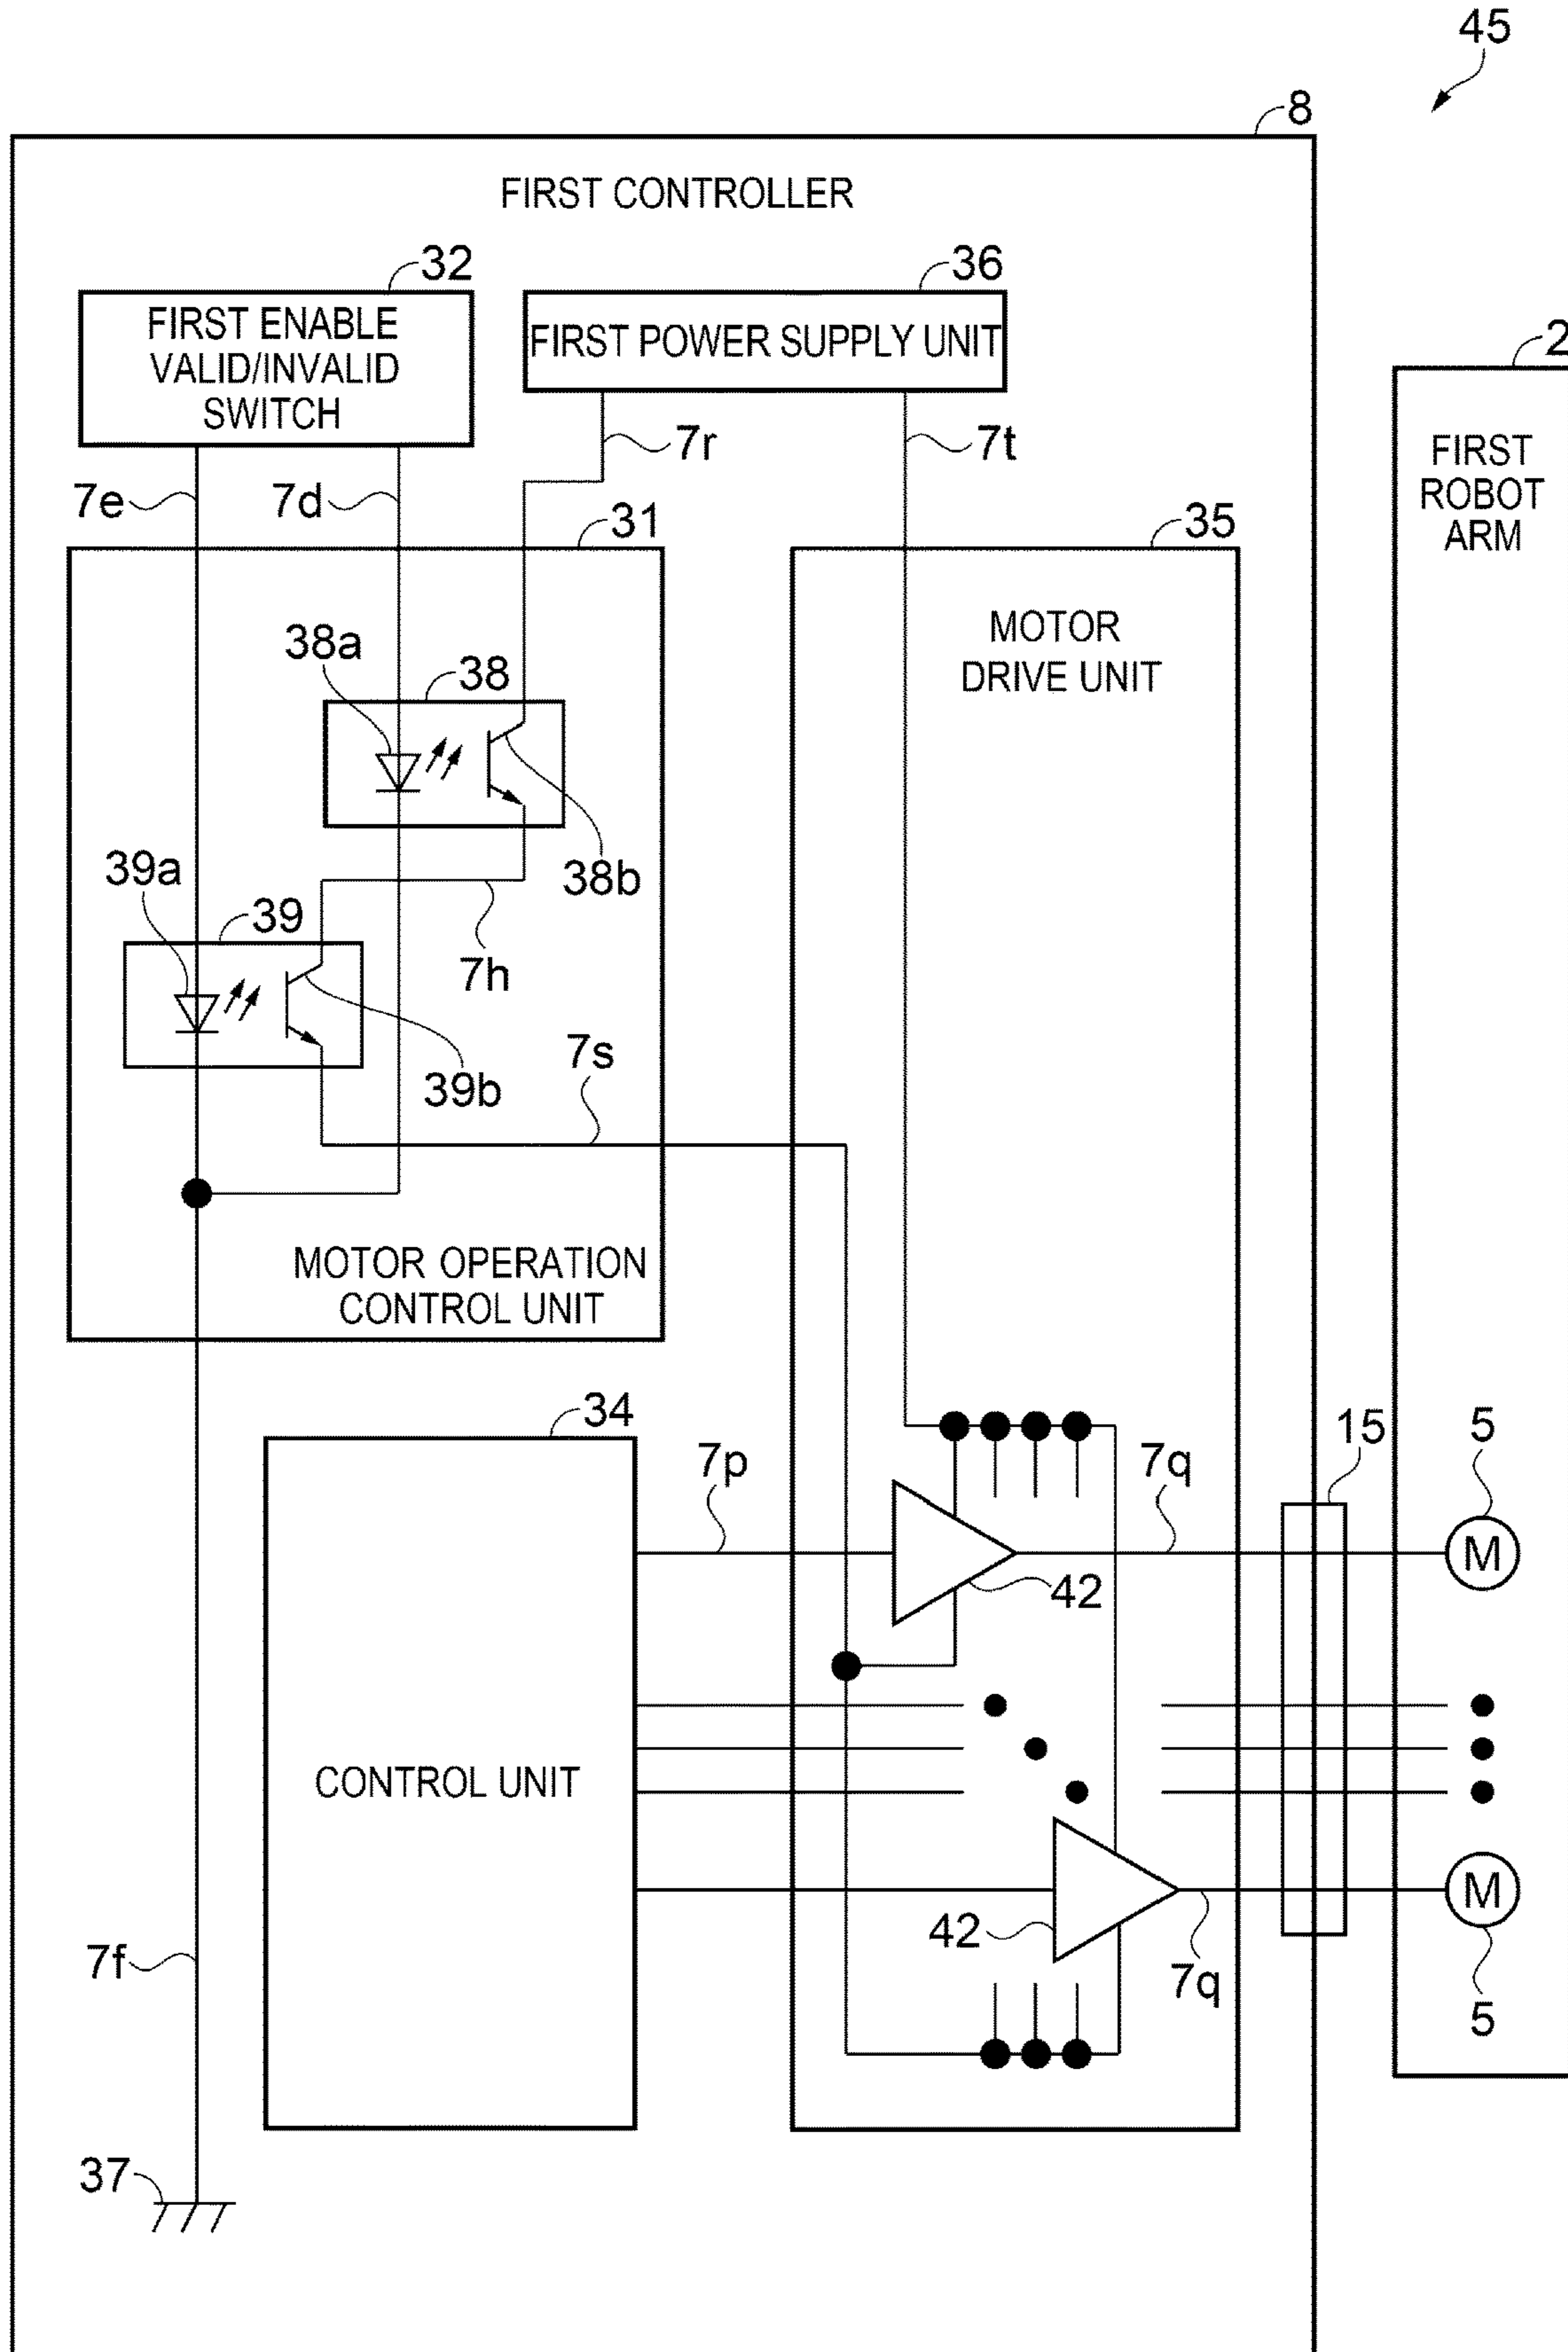 45
8
FIRST CONTROLLER
32
36
FIRST ENABLE
VALID/INVALID
SWITCH
FIRST POWER SUPPLY UNIT
2
7r
7t
FIRST
ROBOT
ARM
7e
7d
31
35
38a
38
MOTOR
DRIVE UNIT
39a
38b
39
7h
7s
39b
MOTOR OPERATION
CONTROL UNIT
34
15
5
7p
7q
M
42
CONTROL UNIT
M
42
7f
7q
5
37